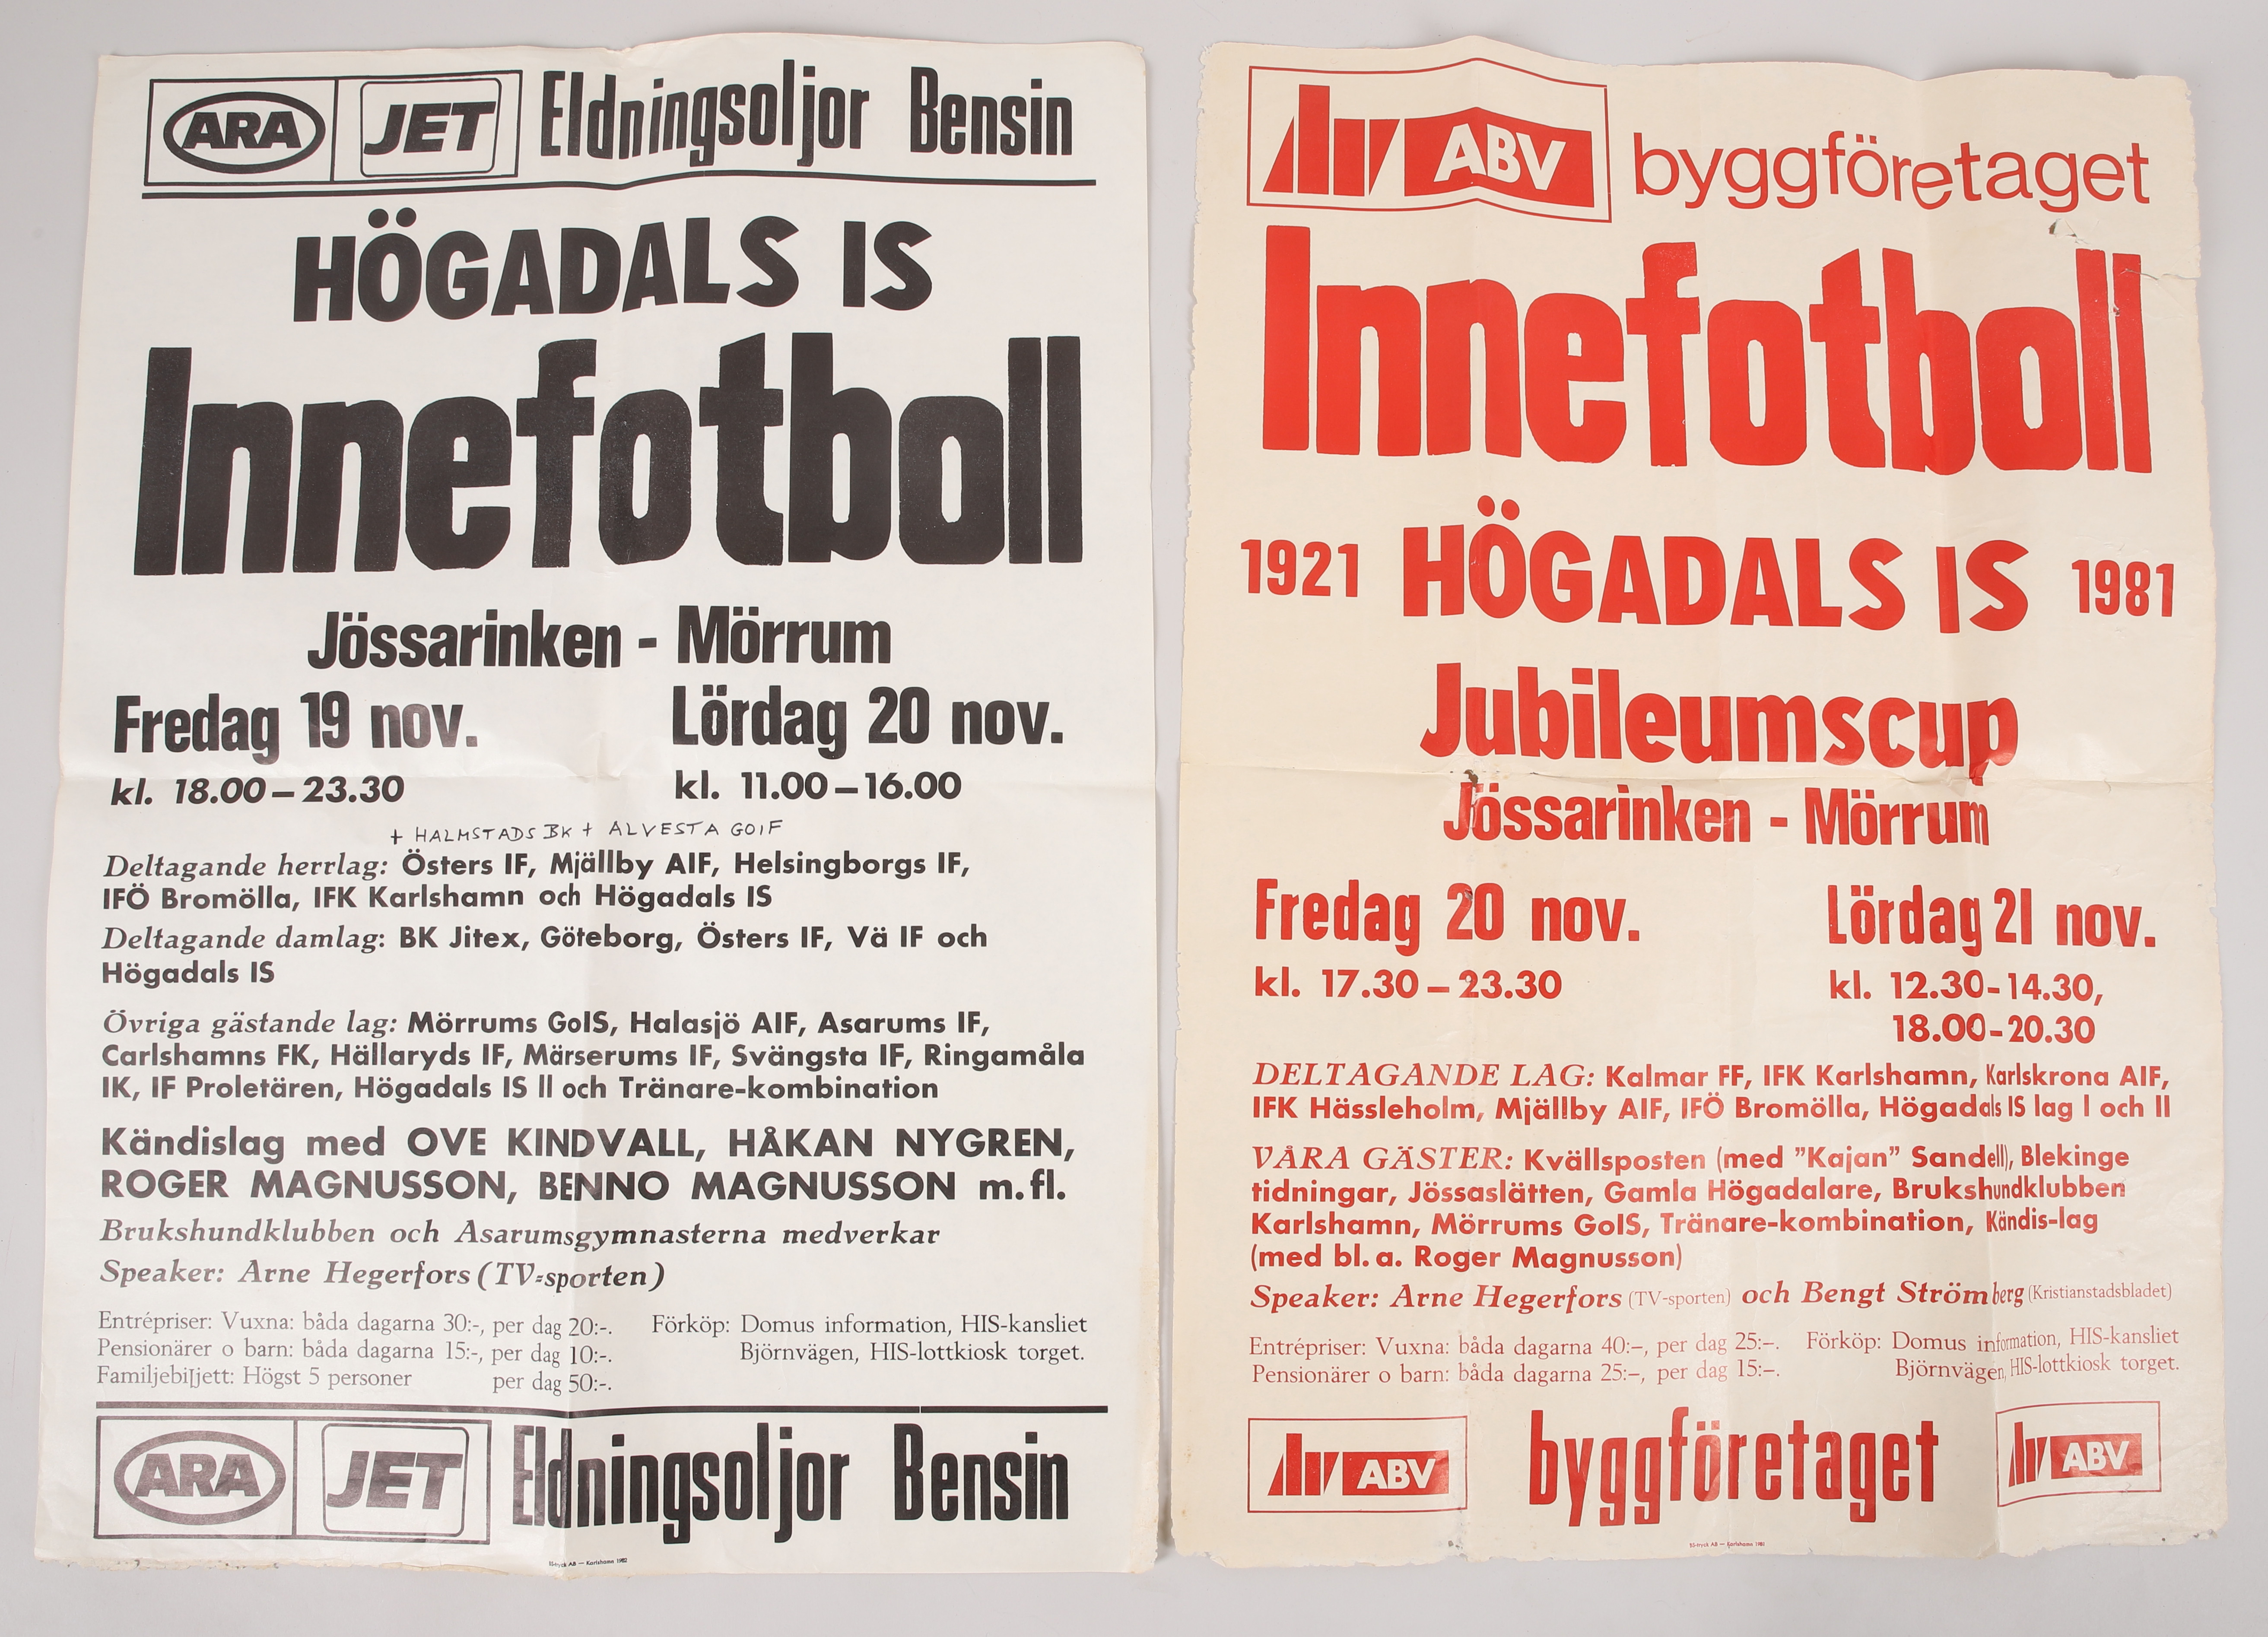 ARA JET Eldningsoljor Bensin
HÖGADALS IS
Innefotboll
Jössarinken - Mörrum
Fredag 19 nov. Lördag 20 nov.
kl. 18.00–23.30 kl. 11.00–16.00
+ HALMSTADS BK + ALVESTA GOIF
Deltagande herrlag: Östers IF, Mjällby AIF, Helsingborgs IF,
IFÖ Bromölla, IFK Karlshamn och Högadals IS
Deltagande damlag: BK Jitex, Göteborg, Östers IF, Vä IF och
Högadals IS
Övriga gästande lag: Mörrums GoIS, Halasjö AIF, Asarums IF,
Carlshamns FK, Hällaryds IF, Märserums IF, Svängsta IF, Ringamåla
IK, IF Proletären, Högadals IS II och Tränare-kombination
Kändislag med OVE KINDVALL, HÅKAN NYGREN,
ROGER MAGNUSSON, BENNO MAGNUSSON m.fl.
Brukshundklubben och Asarumsgymnasterna medverkar
Speaker: Arne Hegerfors (TV-sporten)
Entrépriser: Vuxna: båda dagarna 30:-, per dag 20:-. Förköp: Domus information, HIS-kansliet
Pensionärer o barn: båda dagarna 15:-, per dag 10:-. Björnvägen, HIS-lottkiosk torget.
Familjebiljett: Högst 5 personer per dag 50:-.
ARA JET Eldningsoljor Bensin
BJ-tryck AB — Karlshamn 1982
ABV byggföretaget
Innefotboll
1921 HÖGADALS IS 1981
Jubileumscup
Jössarinken - Mörrum
Fredag 20 nov. Lördag 21 nov.
kl. 17.30–23.30 kl. 12.30-14.30,
18.00-20.30
DELTAGANDE LAG: Kalmar FF, IFK Karlshamn, Karlskrona AIF,
IFK Hässleholm, Mjällby AIF, IFÖ Bromölla, Högadals IS lag I och II
VÅRA GÄSTER: Kvällsposten (med ”Kajan” Sandell), Blekinge
tidningar, Jössaslätten, Gamla Högadalare, Brukshundklubben
Karlshamn, Mörrums GoIS, Tränare-kombination, Kändis-lag
(med bl. a. Roger Magnusson)
Speaker: Arne Hegerfors (TV-sporten) och Bengt Strömberg (Kristianstadsbladet)
Entrépriser: Vuxna: båda dagarna 40:–, per dag 25:–. Förköp: Domus information, HIS-kansliet
Pensionärer o barn: båda dagarna 25:–, per dag 15:–. Björnvägen, HIS-lottkiosk torget.
ABV byggföretaget ABV
AB — Karlshamn 1981